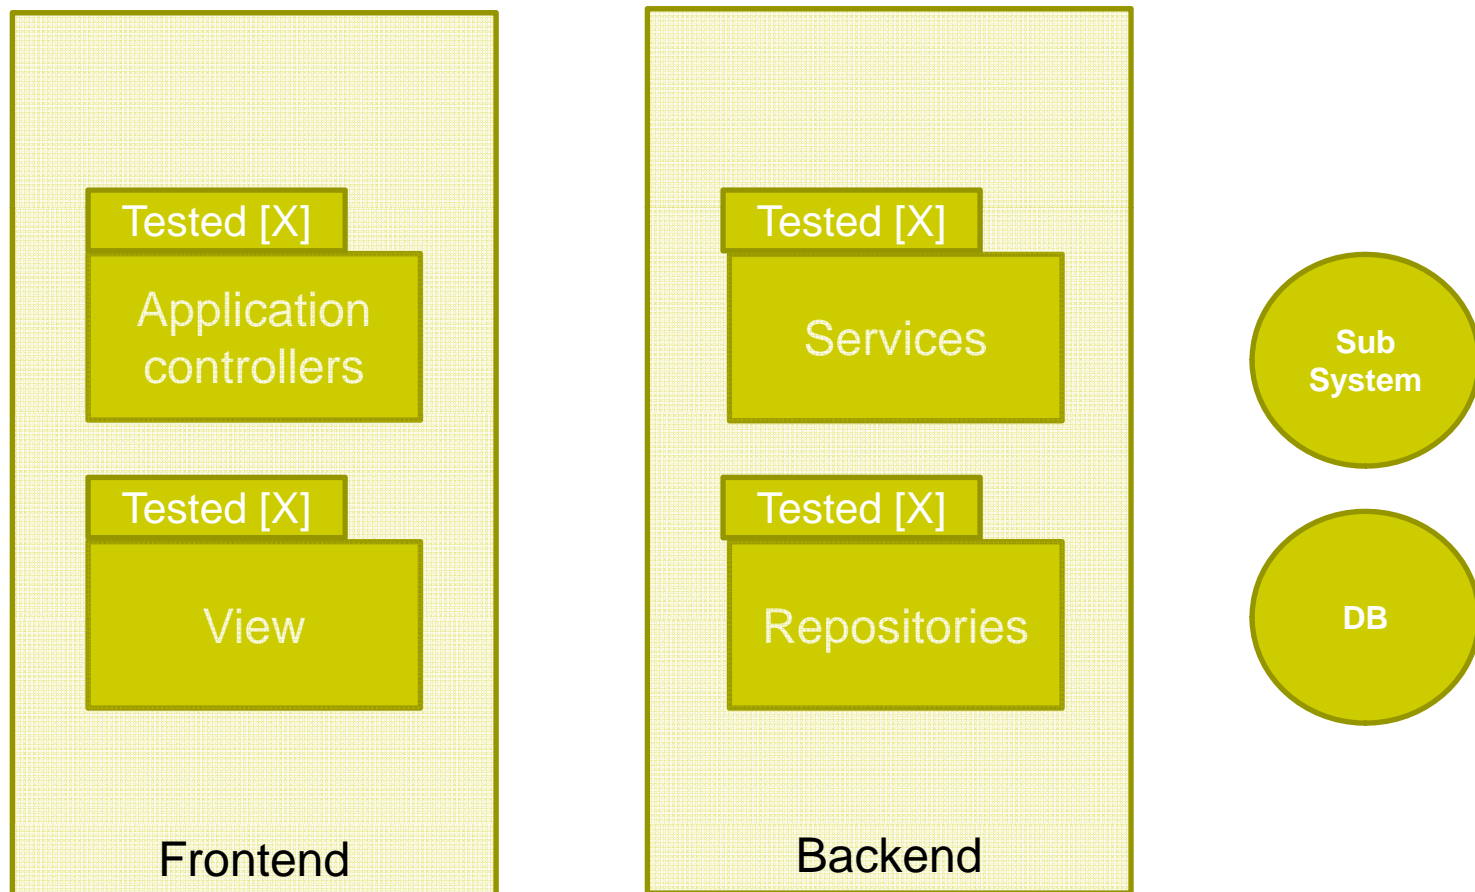 Tested [X]
Application
controllers
Tested [X]
View
Frontend
Tested [X]
Services
Tested [X]
Repositories
Backend
Sub
System
DB